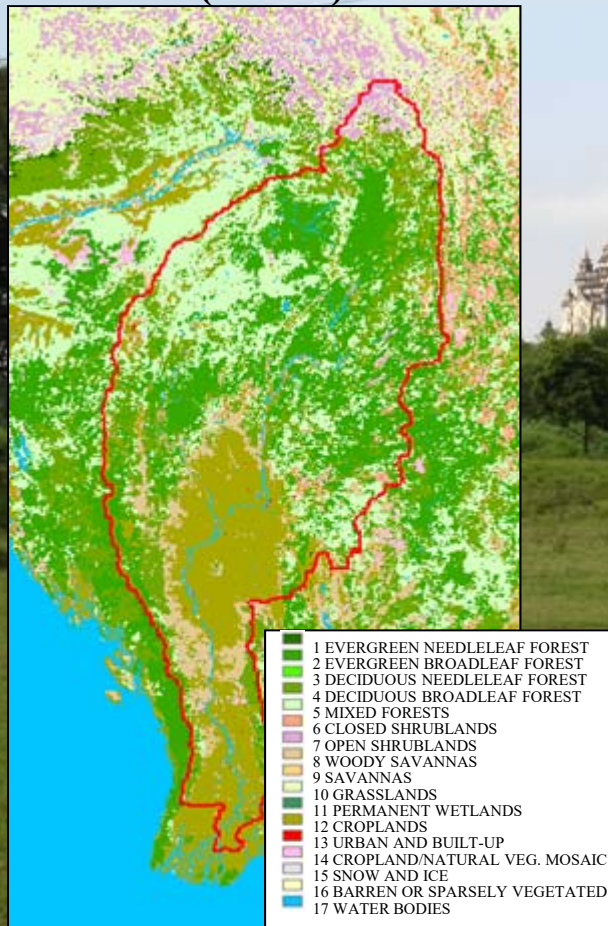 1 EVERGREEN NEEDLELEAF FOREST
2 EVERGREEN BROADLEAF FOREST
3 DECIDUOUS NEEDLELEAF FOREST
4 DECIDUOUS BROADLEAF FOREST
5 MIXED FORESTS
6 CLOSED SHRUBLANDS
7 OPEN SHRUBLANDS
8 WOODY SAVANNAS
9 SAVANNAS
10 GRASSLANDS
11 PERMANENT WETLANDS
12 CROPLANDS
13 URBAN AND BUILT-UP
14 CROPLAND/NATURAL VEG. MOSAIC
15 SNOW AND ICE
16 BARREN OR SPARSELY VEGETATED
17 WATER BODIES